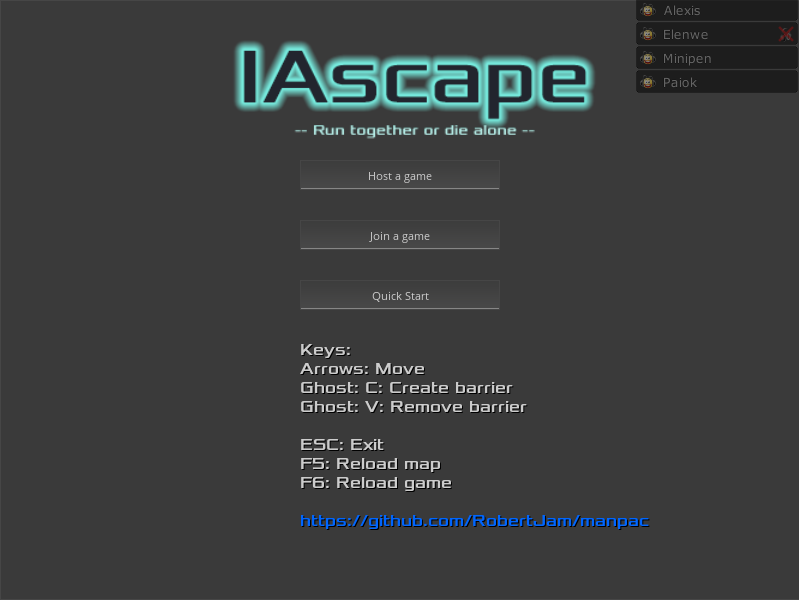 Alexis
Elenwe
Minipen
Paiok
IAscape
-- Run together or die alone --
Host a game
Join a game
Quick Start
Keys:
Arrows: Move
Ghost: C: Create barrier
Ghost: V: Remove barrier
ESC: Exit
F5: Reload map
F6: Reload game
https://github.com/RobertJam/manpac